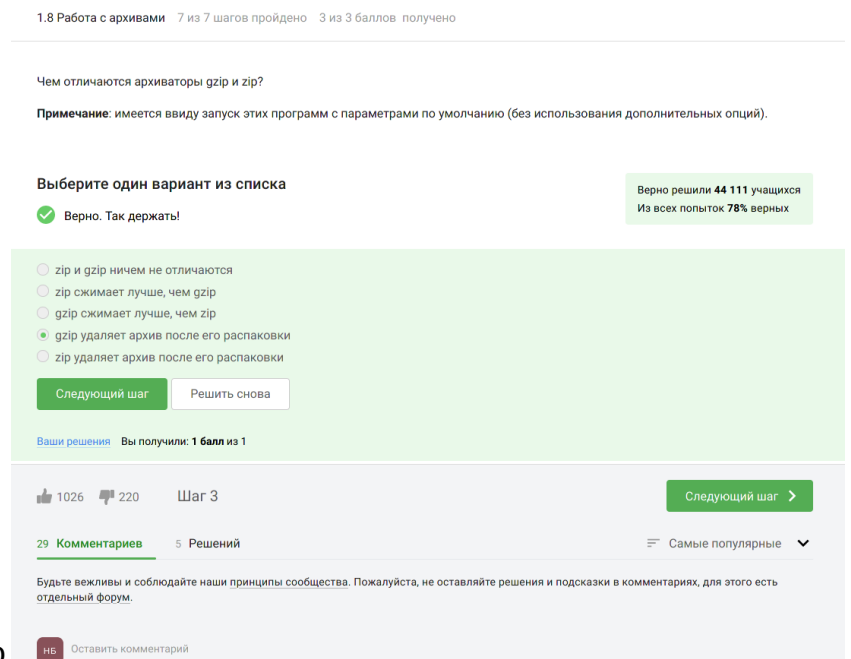 1.8 Работа с архивами 7 из 7 шагов пройдено 3 из 3 баллов получено
Чем отличаются архиваторы gzip и zip?
Примечание: имеется ввиду запуск этих программ с параметрами по умолчанию (без использования дополнительных опций).
Выберите один вариант из списка
Верно. Так держать!
Верно решили 44 111 учащихся
Из всех попыток 78% верных
zip и gzip ничем не отличаются
zip сжимает лучше, чем gzip
gzip сжимает лучше, чем zip
gzip удаляет архив после его распаковки
zip удаляет архив после его распаковки
Следующий шаг Решить снова
Ваши решения Вы получили: 1 балл из 1
1026 220 Шаг 3 Следующий шаг
29 Комментариев 5 Решений Самые популярные
Будьте вежливы и соблюдайте наши принципы сообщества. Пожалуйста, не оставляйте решения и подсказки в комментариях, для этого есть
отдельный форум.
НБ Оставить комментарий